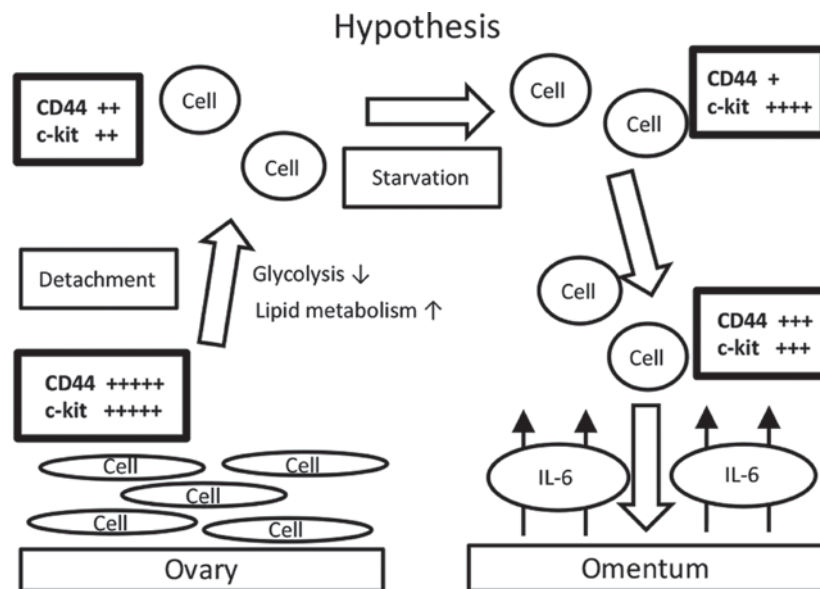 Hypothesis
CD44 ++
c-kit ++
Cell
Cell
Starvation
Cell
Cell
CD44 +
c-kit ++++
Detachment
Glycolysis ↓
Lipid metabolism ↑
Cell
Cell
CD44 +++
c-kit +++
CD44 +++++
c-kit +++++
Cell
Cell
Cell
Cell
Cell
IL-6
IL-6
Ovary
Omentum